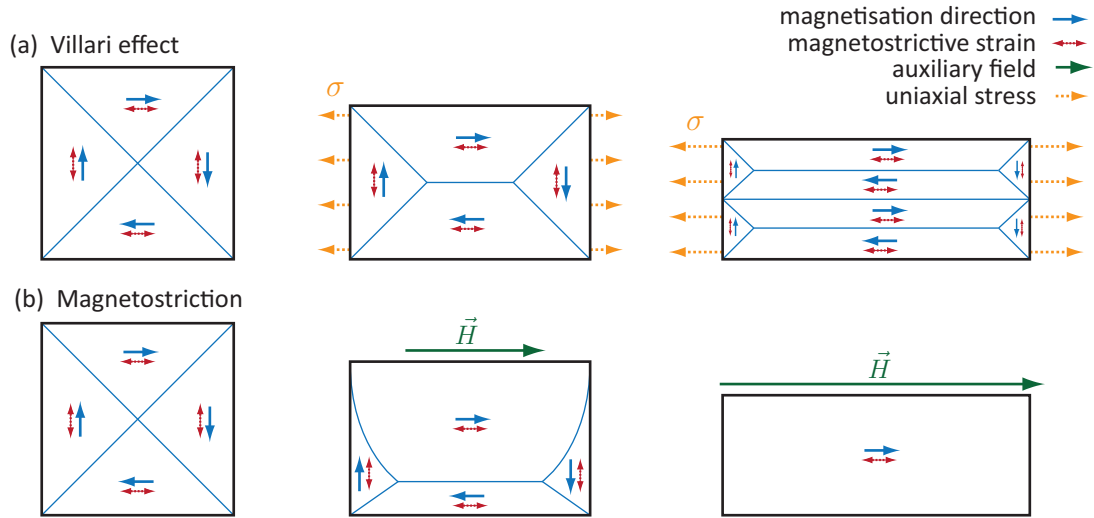 magnetisation direction
(a) Villari effect
magnetostrictive strain
auxiliary field
uniaxial stress
σ
σ
(b) Magnetostriction
H⃗
H⃗